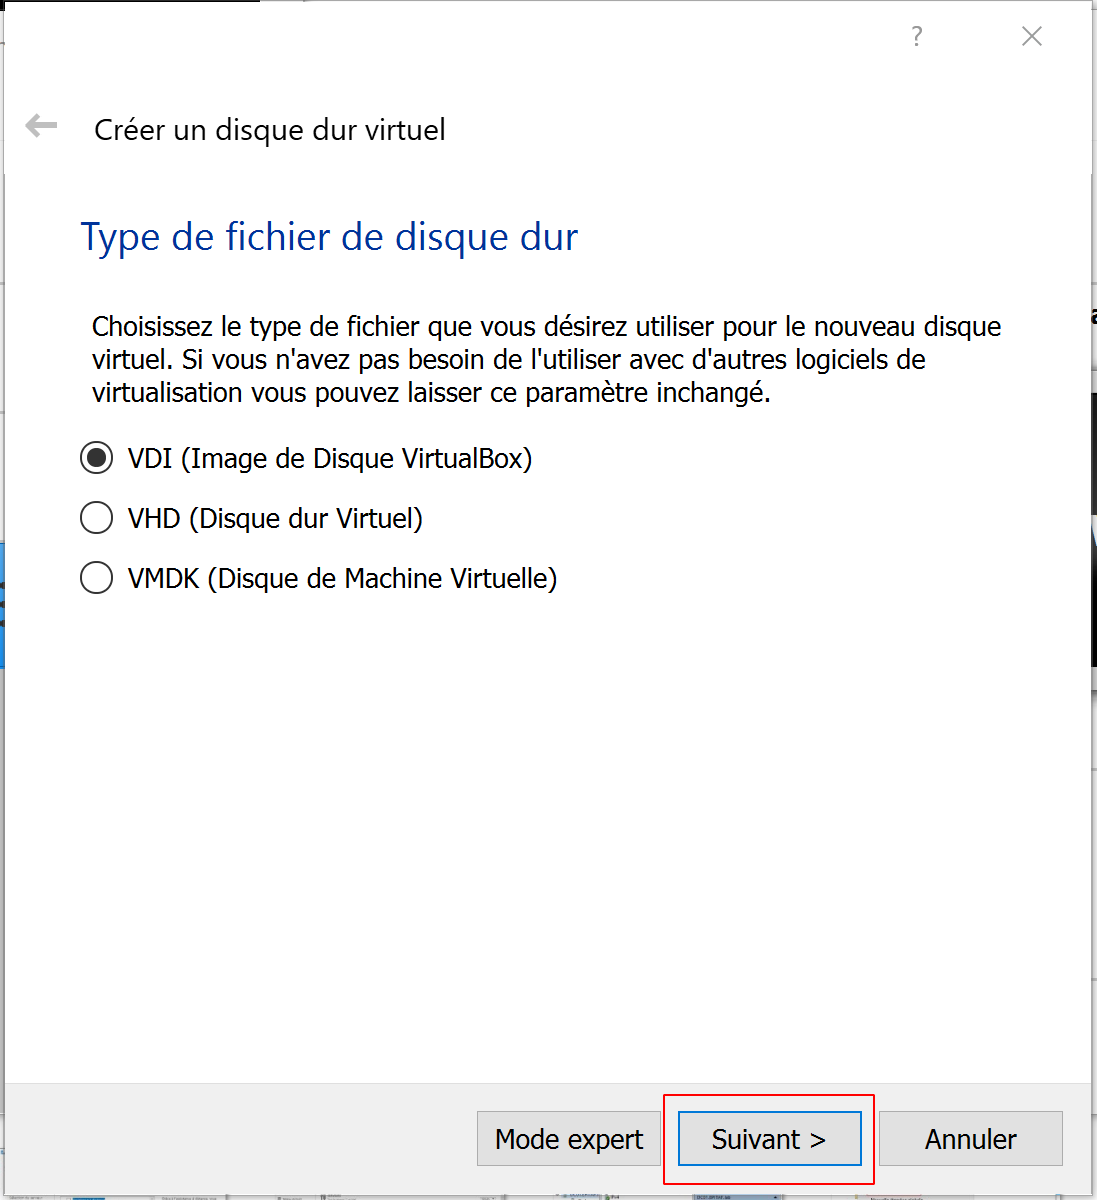 ?
Créer un disque dur virtuel
Type de fichier de disque dur
Choisissez le type de fichier que vous désirez utiliser pour le nouveau disque
virtuel. Si vous n'avez pas besoin de l'utiliser avec d'autres logiciels de
virtualisation vous pouvez laisser ce paramètre inchangé.
VDI (Image de Disque VirtualBox)
VHD (Disque dur Virtuel)
VMDK (Disque de Machine Virtuelle)
Mode expert
Suivant >
Annuler